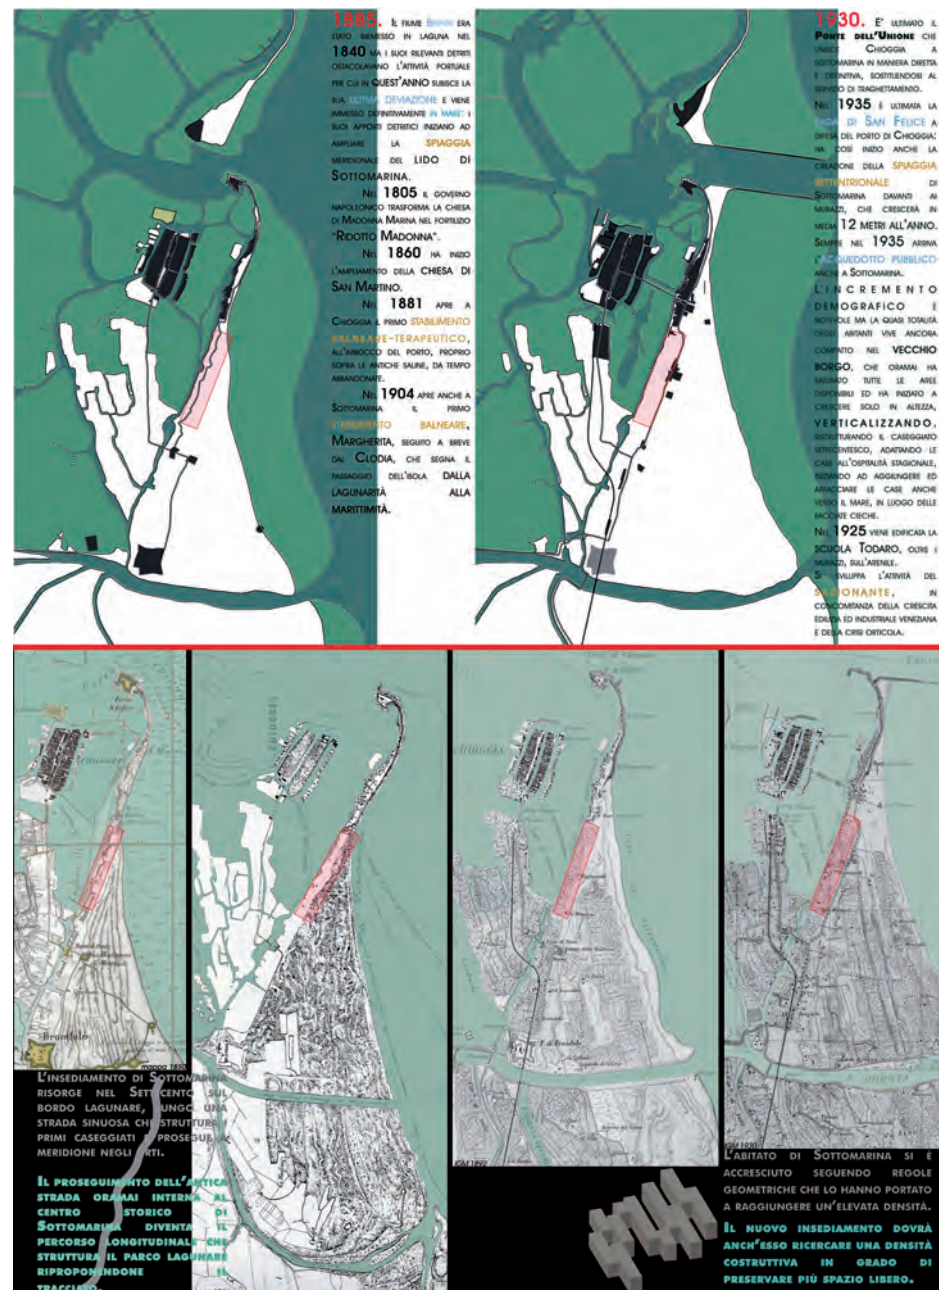 1885. Il fiume Brenta era
stato riemesso in laguna nel
1840 ma i suoi rilevanti detriti
ostacolavano l'attività portuale
per cui in quest'anno subisce la
sua ultima deviazione e viene
immesso definitivamente in mare: i
suoi apporti detritici iniziano ad
ampliare la spiaggia
meridionale del lido di
Sottomarina.
Nel 1805 il governo
napoleonico trasforma la chiesa
di Madonna Marina nel fortilizio
"Ridotto Madonna".
Nel 1860 ha inizio
l'ampliamento della chiesa di
San Martino.
Nel 1881 apre a
Chioggia il primo stabilimento
balneare-terapeutico,
all'imbocco del porto, proprio
sopra le antiche saline, da tempo
abbandonate.
Nel 1904 apre anche a
Sottomarina il primo
stabilimento balneare,
Margherita, seguito a breve
dal Clodia, che segna il
passaggio dell'isola dalla
lagunarità alla
marittimità.
1930. E' ultimato il
Ponte dell'Unione che
unisce Chioggia a
Sottomarina in maniera diretta
e definitiva, sostituendosi al
servizio di traghettamento.
Nel 1935 è ultimata la
diga di San Felice a
difesa del porto di Chioggia:
ha così inizio anche la
creazione della spiaggia
settentrionale di
Sottomarina davanti ai
murazzi, che crescerà in
media 12 metri all'anno.
Sempre nel 1935 arriva
l'acquedotto pubblico
anche a Sottomarina.
L'incremento
demografico è
notevole ma la quasi totalità
degli abitanti vive ancora
compatto nel vecchio
borgo, che oramai ha
saturato tutte le aree
disponibili ed ha iniziato a
crescere solo in altezza,
verticalizzando,
ristrutturando il caseggiato
settecentesco, adattando le
case all'ospitalità stagionale,
iniziando ad aggiungere ed
affacciare le case anche
verso il mare, in luogo delle
facciate cieche.
Nel 1925 viene edificata la
scuola Todaro, oltre i
murazzi, sull'arenile.
Si sviluppa l'attività del
sabionante, in
concomitanza della crescita
edilizia ed industriale veneziana
e della crisi orticola.
Brondolo
L'insediamento di Sottomarina
risorge nel Settecento sul
bordo lagunare, lungo una
strada sinuosa che struttura i
primi caseggiati e prosegue a
meridione negli orti.
Il proseguimento dell'antica
strada oramai interna al
centro storico di
Sottomarina diventa il
percorso longitudinale che
struttura il parco lagunare
riproponendone il
tracciato.
IGM 1892
IGM 1930
L'abitato di Sottomarina si è
accresciuto seguendo regole
geometriche che lo hanno portato
a raggiungere un'elevata densità.
Il nuovo insediamento dovrà
anch'esso ricercare una densità
costruttiva in grado di
preservare più spazio libero.